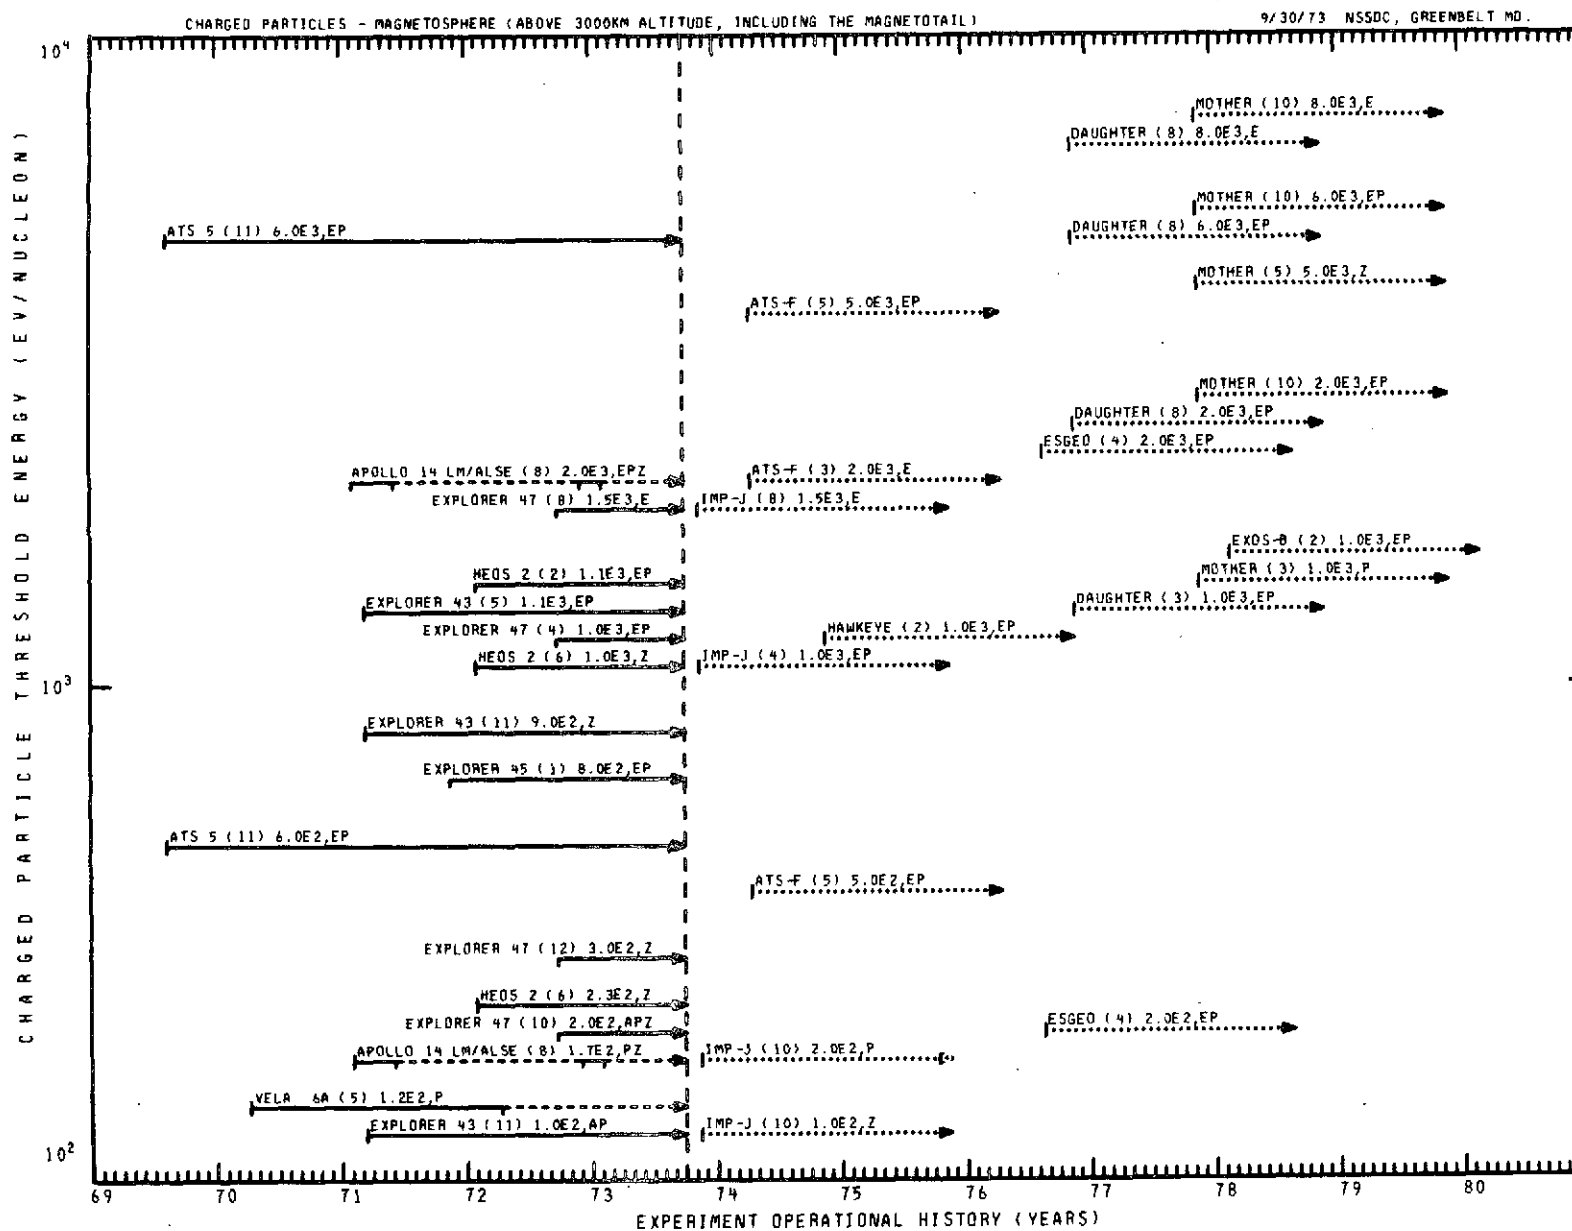 CHARGED PARTICLES - MAGNETOSPHERE (ABOVE 3000KM ALTITUDE, INCLUDING THE MAGNETOTAIL)
9/30/73 NSSDC, GREENBELT MD.
10⁴
MOTHER (10) 8.0E3,E
DAUGHTER (8) 8.0E3,E
MOTHER (10) 6.0E3,EP
ATS 5 (11) 6.0E3,EP
DAUGHTER (8) 6.0E3,EP
MOTHER (5) 5.0E3,Z
ATS-F (5) 5.0E3,EP
MOTHER (10) 2.0E3,EP
DAUGHTER (8) 2.0E3,EP
ESGEO (4) 2.0E3,EP
APOLLO 14 LM/ALSE (8) 2.0E3,EPZ
ATS-F (3) 2.0E3,E
EXPLORER 47 (8) 1.5E3,E
IMP-J (8) 1.5E3,E
EXOS-B (2) 1.0E3,EP
HEOS 2 (2) 1.1E3,EP
MOTHER (3) 1.0E3,P
EXPLORER 43 (5) 1.1E3,EP
DAUGHTER (3) 1.0E3,EP
EXPLORER 47 (4) 1.0E3,EP
HAWKEYE (2) 1.0E3,EP
HEOS 2 (6) 1.0E3,Z
IMP-J (4) 1.0E3,EP
10³
EXPLORER 43 (11) 9.0E2,Z
EXPLORER 45 (1) 8.0E2,EP
ATS 5 (11) 6.0E2,EP
ATS-F (5) 5.0E2,EP
EXPLORER 47 (12) 3.0E2,Z
HEOS 2 (6) 2.3E2,Z
EXPLORER 47 (10) 2.0E2,APZ
ESGEO (4) 2.0E2,EP
APOLLO 14 LM/ALSE (8) 1.7E2,PZ
IMP-J (10) 2.0E2,P
VELA 6A (5) 1.2E2,P
EXPLORER 43 (11) 1.0E2,AP
IMP-J (10) 1.0E2,Z
10²
69 70 71 72 73 74 75 76 77 78 79 80
EXPERIMENT OPERATIONAL HISTORY (YEARS)
CHARGED PARTICLE THRESHOLD ENERGY (EV/NUCLEON)